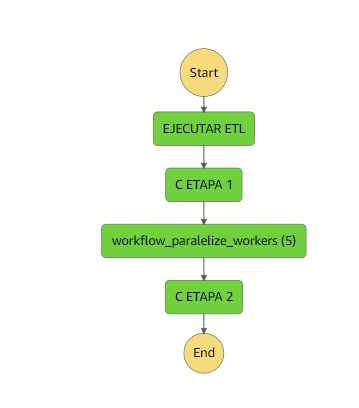 Start
EJECUTAR ETL
C ETAPA 1
workflow_paralelize_workers (5)
C ETAPA 2
End